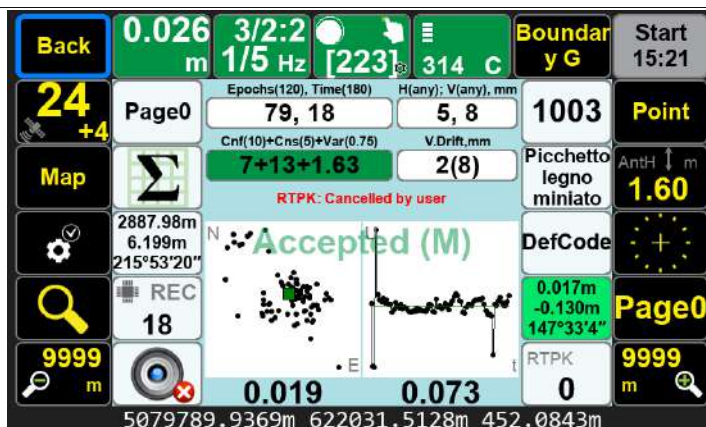 Back
0.026
m
3/2:2
1/5 Hz
[223]
314 C
Boundar
y G
Start
15:21
24
+4
Page0
Epochs(120), Time(180)
79, 18
H(any); V(any), mm
5, 8
1003
Point
Cnf(10)+Cns(5)+Var(0.75)
7+13+1.63
V.Drift,mm
2(8)
Map
Σ
RTPK: Cancelled by user
Picchetto
legno
miniato
AntH m
1.60
2887.98m
6.199m
215°53'20"
N
Accepted (M)
U
DefCode
REC
18
0.017m
-0.130m
147°33'4"
Page0
9999
m
E
t
0.019
0.073
RTPK
0
9999
m
5079789.9369m 622031.5128m 452.0843m